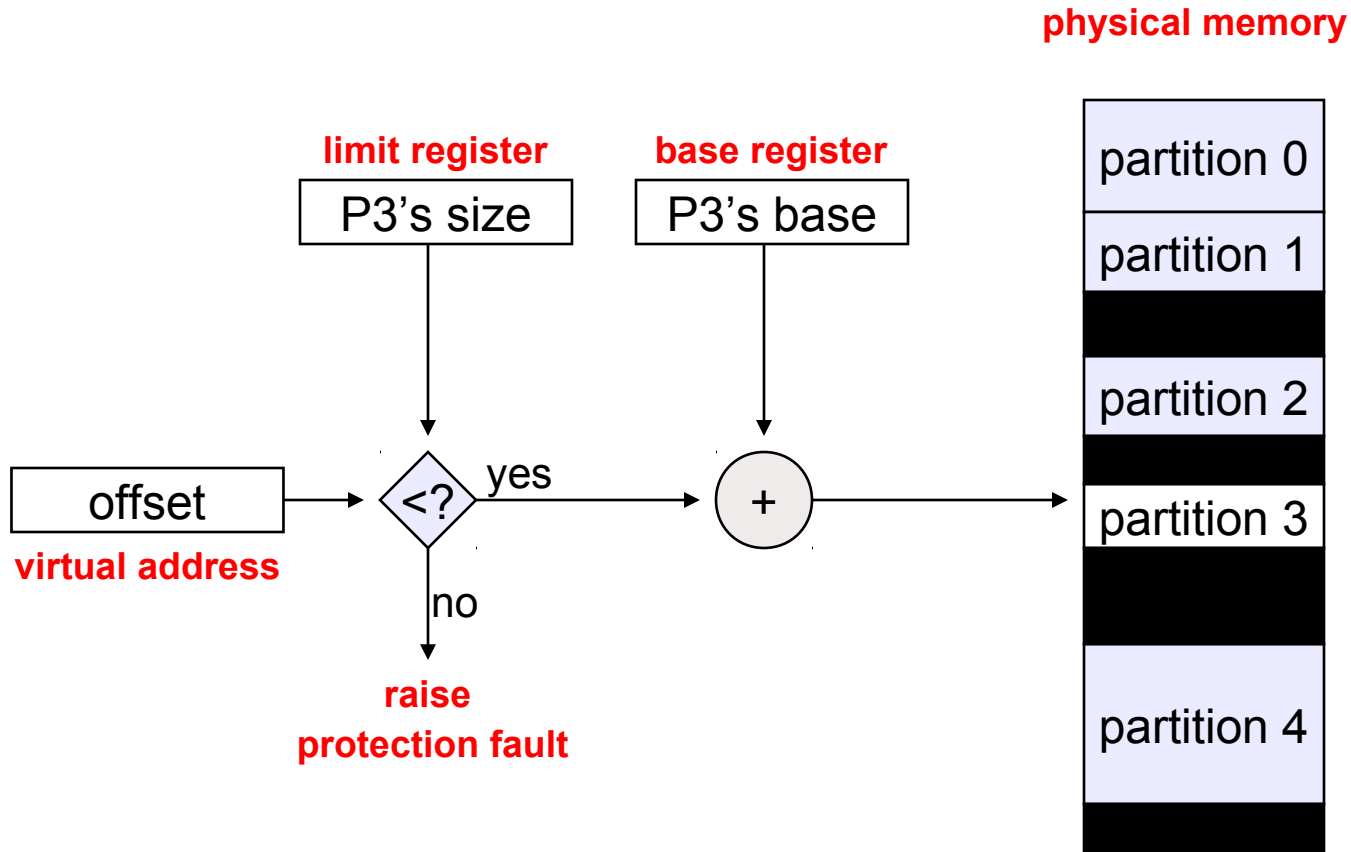 physical memory
limit register
base register
P3’s size
P3’s base
partition 0
partition 1
partition 2
offset
<?
yes
+
partition 3
virtual address
no
raise
protection fault
partition 4